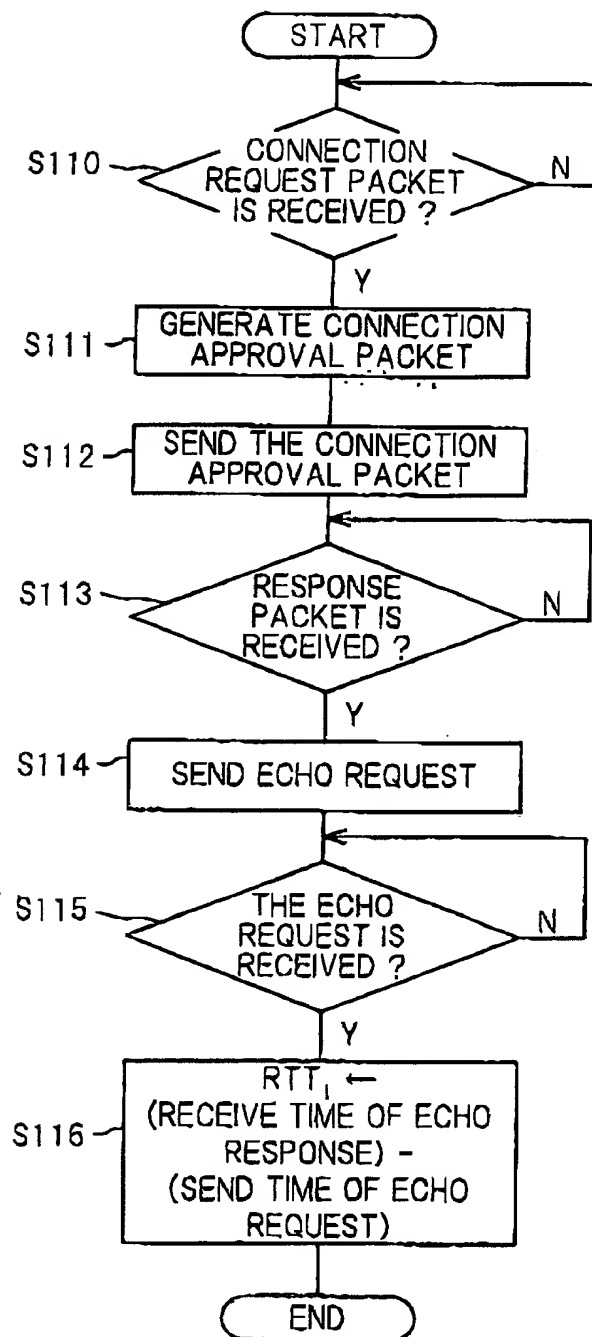 START
S110
CONNECTION
REQUEST PACKET
IS RECEIVED ?
N
Y
S111
GENERATE CONNECTION
APPROVAL PACKET
S112
SEND THE CONNECTION
APPROVAL PACKET
S113
RESPONSE
PACKET IS
RECEIVED ?
N
Y
S114
SEND ECHO REQUEST
S115
THE ECHO
REQUEST IS
RECEIVED ?
N
Y
S116
RTT₁ ←
(RECEIVE TIME OF ECHO
RESPONSE) -
(SEND TIME OF ECHO
REQUEST)
END